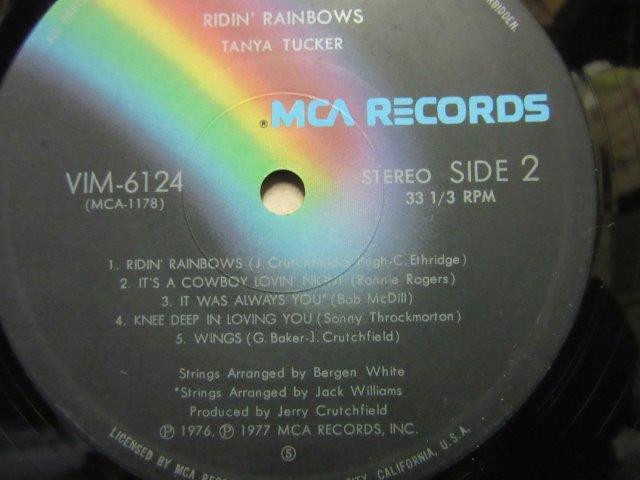 RIDIN' RAINBOWS
TANYA TUCKER
® MCA RECORDS
VIM-6124
(MCA-1178)
STEREO SIDE 2
33 1/3 RPM
1. RIDIN' RAINBOWS (J. Crutchfield-S. Pugh-C. Ethridge)
2. IT'S A COWBOY LOVIN' NIGHT (Ronnie Rogers)
3. IT WAS ALWAYS YOU* (Bob McDill)
4. KNEE DEEP IN LOVING YOU (Sonny Throckmorton)
5. WINGS (G. Baker-J. Crutchfield)
Strings Arranged by Bergen White
*Strings Arranged by Jack Williams
Produced by Jerry Crutchfield
Ⓟ 1976, Ⓟ 1977 MCA RECORDS, INC.
⑤
LICENSED BY MCA CITY, CALIFORNIA, U.S.A.